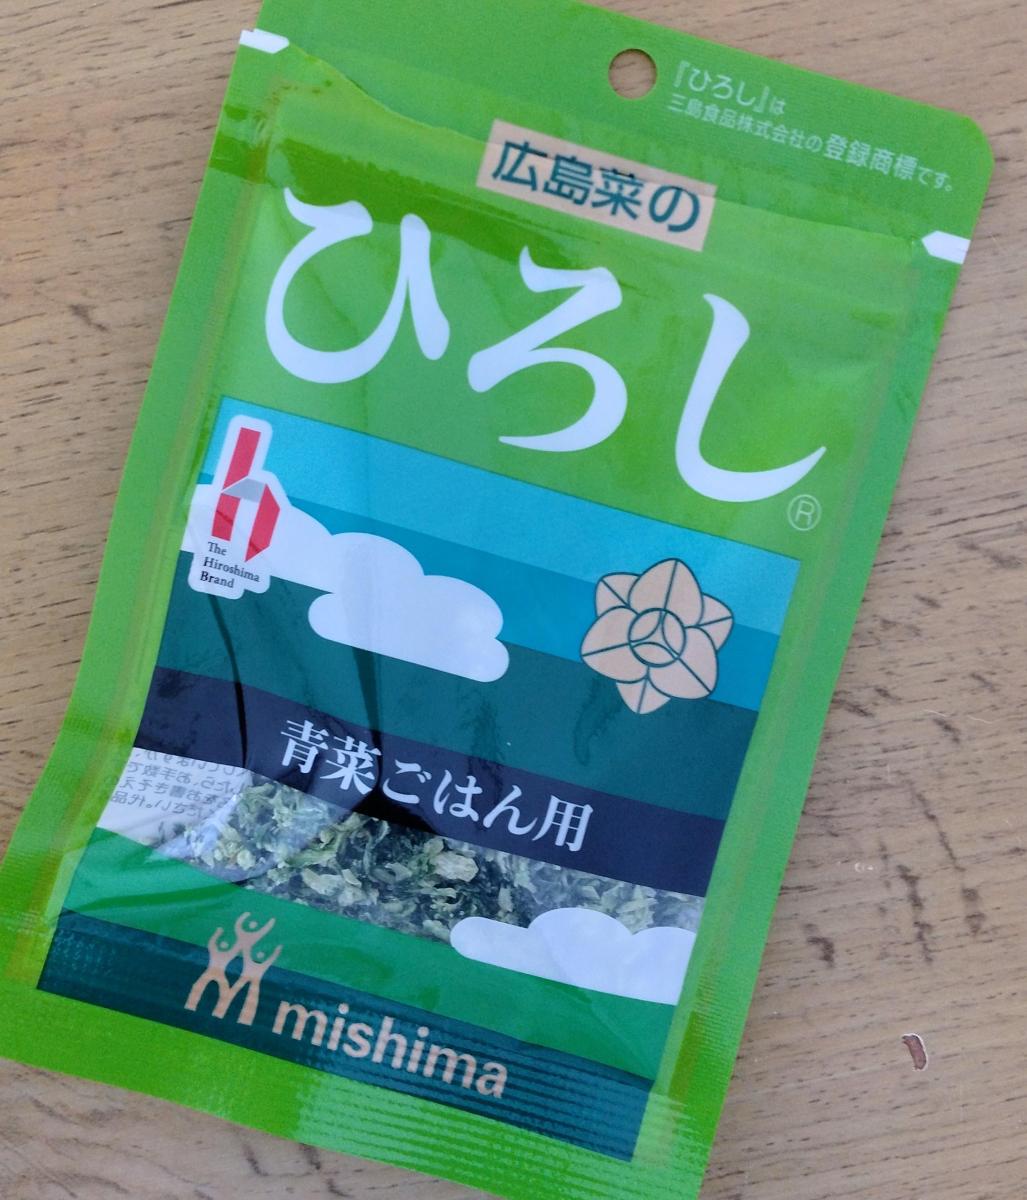 『ひろし』は
三島食品株式会社の登録商標です。
広島菜の
ひろし
®
The
Hiroshima
Brand
青菜ごはん用
mishima